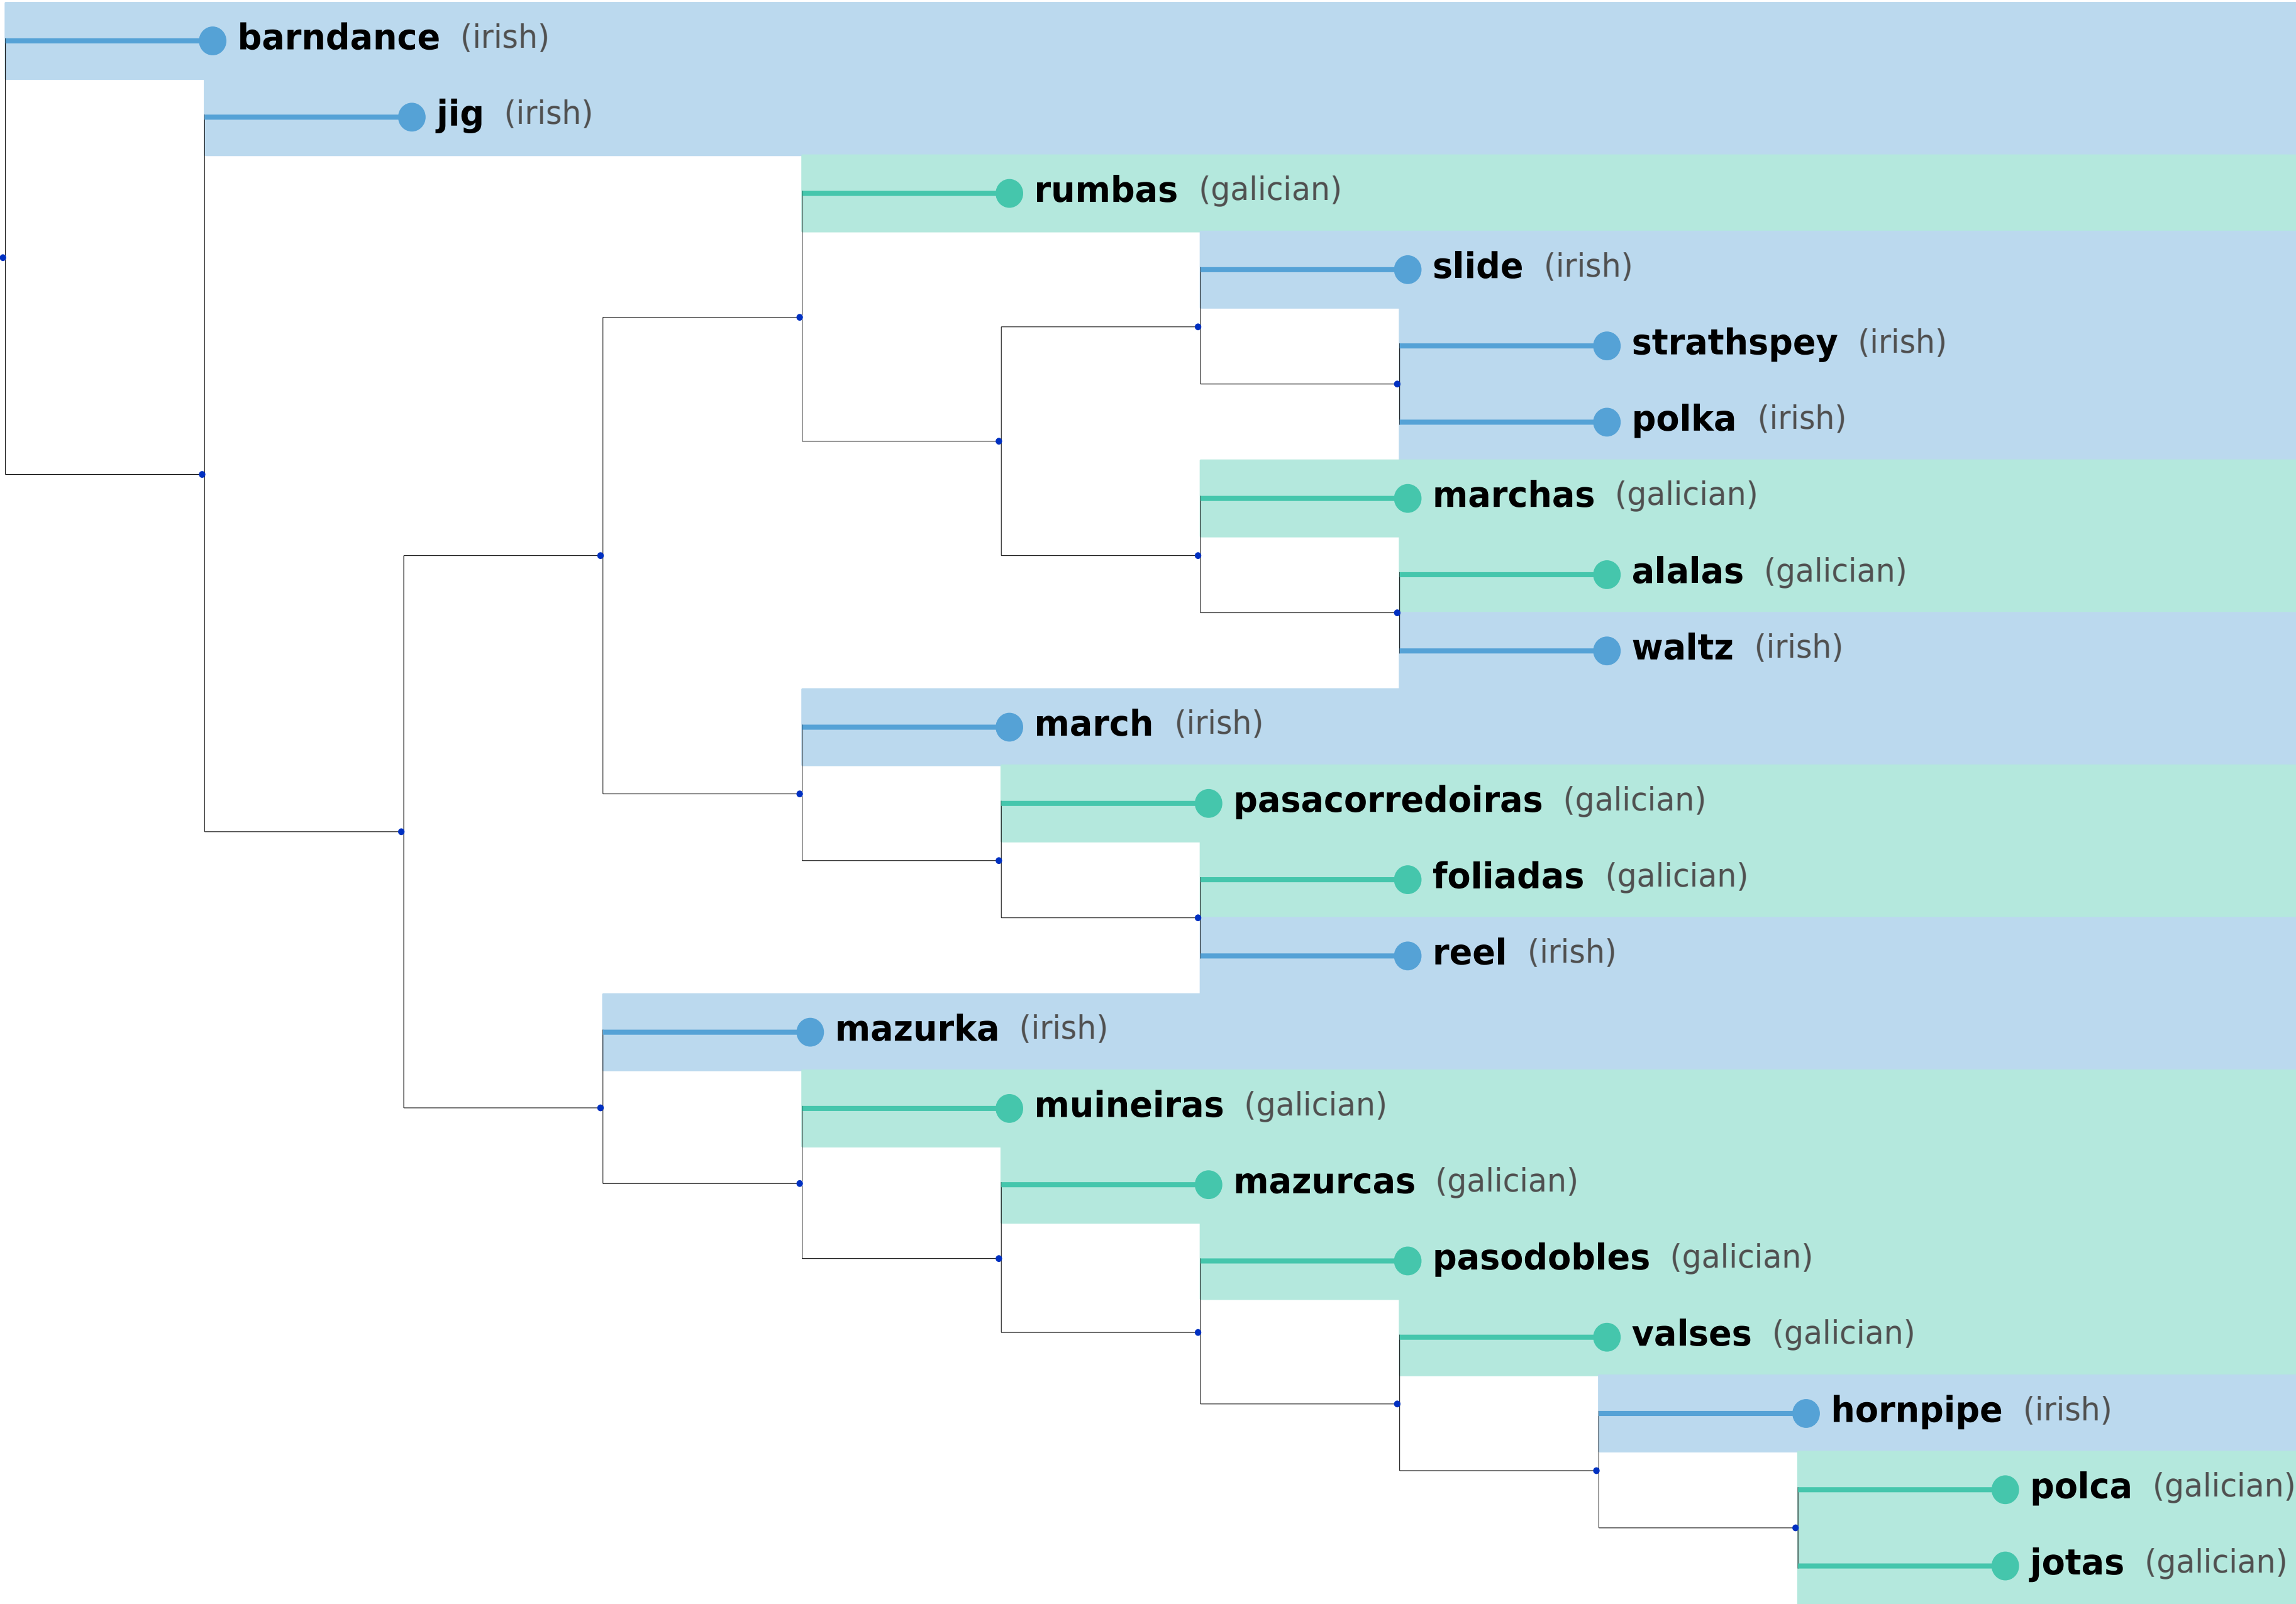 barndance (irish)
jig (irish)
rumbas (galician)
slide (irish)
strathspey (irish)
polka (irish)
marchas (galician)
alalas (galician)
waltz (irish)
march (irish)
pasacorredoiras (galician)
foliadas (galician)
reel (irish)
mazurka (irish)
muineiras (galician)
mazurcas (galician)
pasodobles (galician)
valses (galician)
hornpipe (irish)
polca (galician)
jotas (galician)